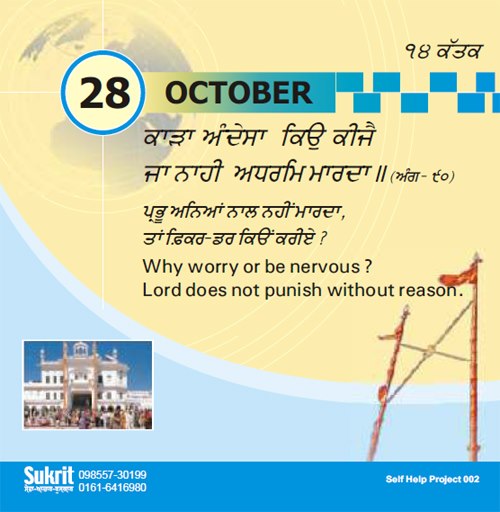 ੧੪ ਕੱਤਕ
28 OCTOBER
ਕਾੜਾ ਅੰਦੇਸਾ ਕਿਉ ਕੀਜੈ
ਜਾ ਨਾਹੀ ਅਧਰਮਿ ਮਾਰਦਾ ॥ (ਅੰਗ- ੯੦)
ਪ੍ਰਭੂ ਅਨਿਆਂ ਨਾਲ ਨਹੀਂ ਮਾਰਦਾ,
ਤਾਂ ਫ਼ਿਕਰ-ਡਰ ਕਿਓਂ ਕਰੀਏ ?
Why worry or be nervous ?
Lord does not punish without reason.
Sukrit 098557-30199
0161-6416980
Self Help Project 002